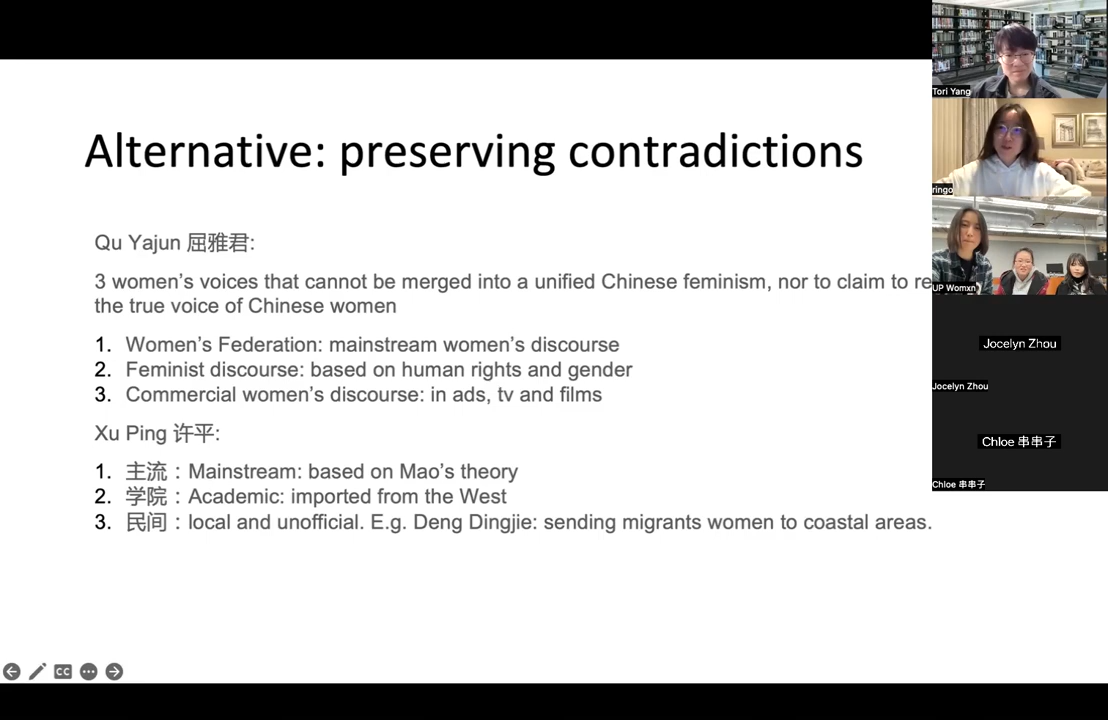 Alternative: preserving contradictions
Qu Yajun 屈雅君:
3 women's voices that cannot be merged into a unified Chinese feminism, nor to claim to
the true voice of Chinese women
1. Women's Federation: mainstream women's discourse
2. Feminist discourse: based on human rights and gender
3. Commercial women's discourse: in ads, tv and films
Xu Ping 许平:
1. 主流：Mainstream: based on Mao's theory
2. 学院：Academic: imported from the West
3. 民间：local and unofficial. E.g. Deng Dingjie: sending migrants women to coastal areas.
CC
Tori Yang
ringo
UP Womxn
Jocelyn Zhou
Jocelyn Zhou
Chloe 串串子
Chloe 串串子